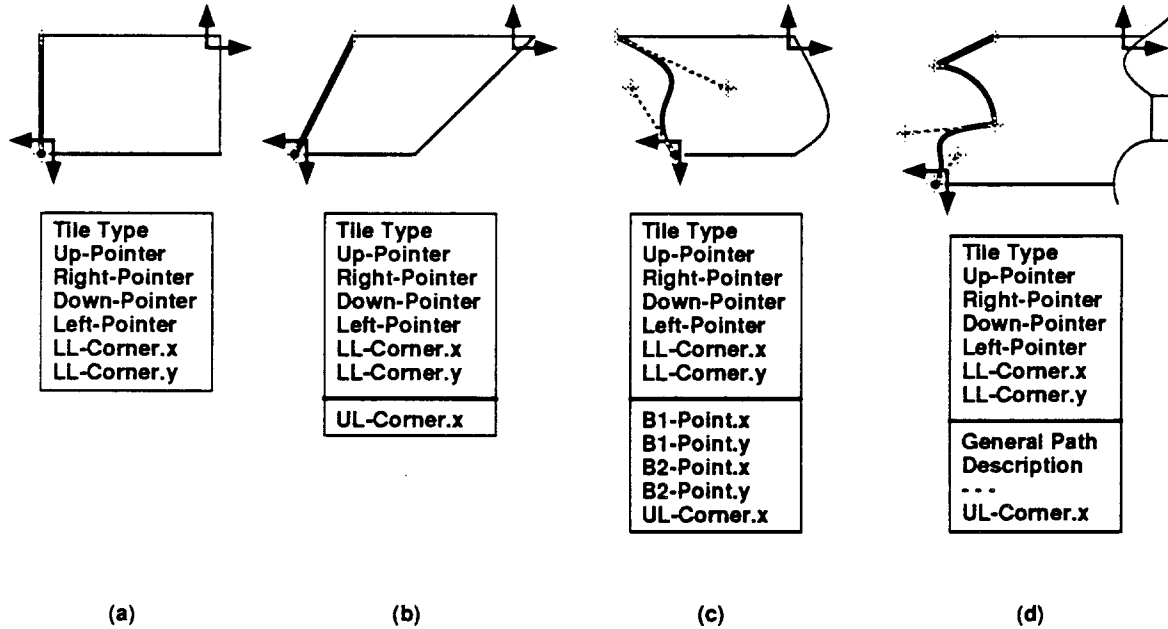 Tile Type
Up-Pointer
Right-Pointer
Down-Pointer
Left-Pointer
LL-Corner.x
LL-Corner.y
Tile Type
Up-Pointer
Right-Pointer
Down-Pointer
Left-Pointer
LL-Corner.x
LL-Corner.y
UL-Corner.x
Tile Type
Up-Pointer
Right-Pointer
Down-Pointer
Left-Pointer
LL-Corner.x
LL-Corner.y
B1-Point.x
B1-Point.y
B2-Point.x
B2-Point.y
UL-Corner.x
Tile Type
Up-Pointer
Right-Pointer
Down-Pointer
Left-Pointer
LL-Corner.x
LL-Corner.y
General Path
Description
- - -
UL-Corner.x
(a)
(b)
(c)
(d)